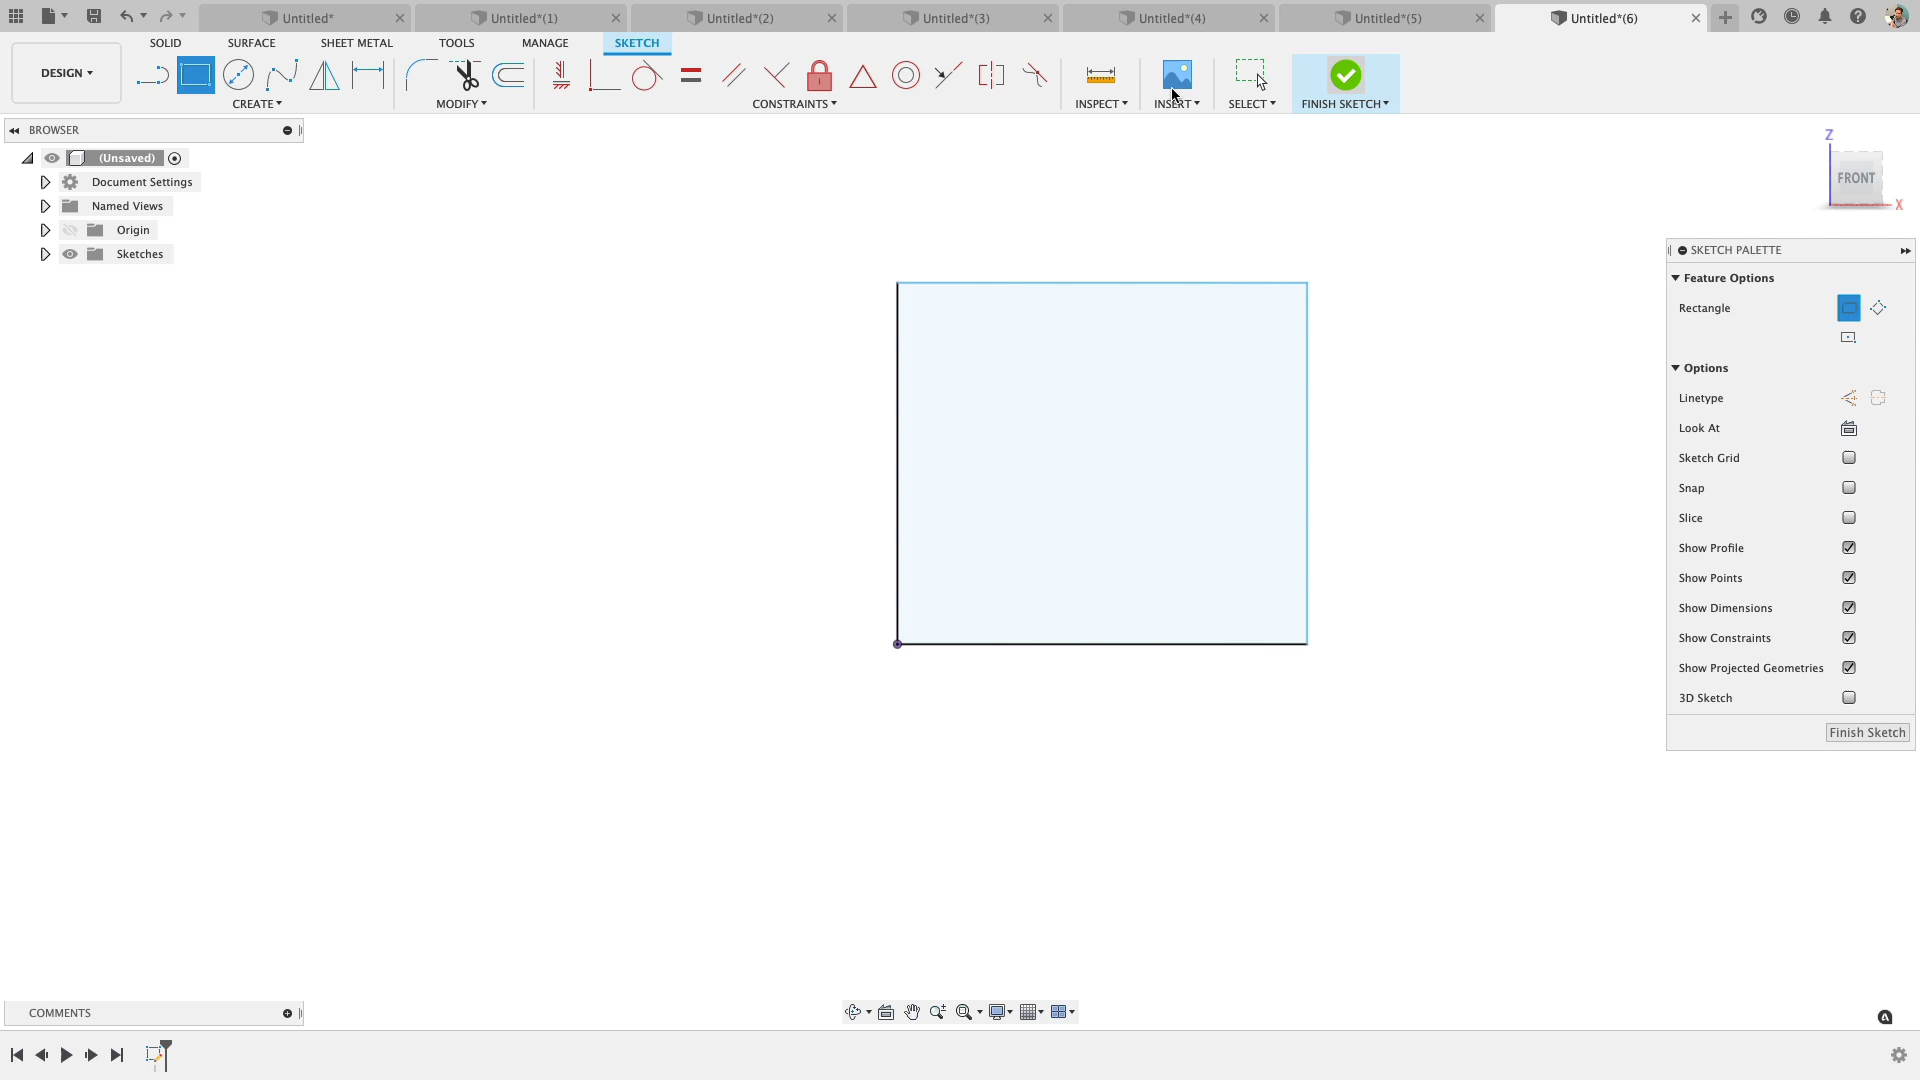 Untitled*
Untitled*(1)
Untitled*(2)
Untitled*(3)
Untitled*(4)
Untitled*(5)
Untitled*(6)
DESIGN
SOLID
SURFACE
SHEET METAL
TOOLS
MANAGE
SKETCH
CREATE
MODIFY
CONSTRAINTS
INSPECT
INSERT
SELECT
FINISH SKETCH
BROWSER
(Unsaved)
Document Settings
Named Views
Origin
Sketches
Z
FRONT
X
SKETCH PALETTE
Feature Options
Rectangle
Options
Linetype
Look At
Sketch Grid
Snap
Slice
Show Profile
Show Points
Show Dimensions
Show Constraints
Show Projected Geometries
3D Sketch
Finish Sketch
COMMENTS